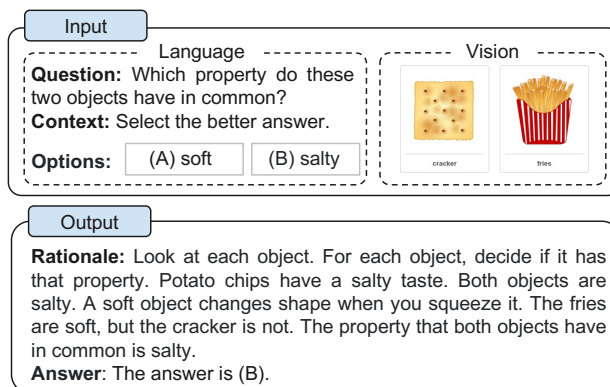 Input
Language
Question: Which property do these
two objects have in common?
Context: Select the better answer.
Options: (A) soft (B) salty
Vision
cracker fries
Output
Rationale: Look at each object. For each object, decide if it has
that property. Potato chips have a salty taste. Both objects are
salty. A soft object changes shape when you squeeze it. The fries
are soft, but the cracker is not. The property that both objects have
in common is salty.
Answer: The answer is (B).